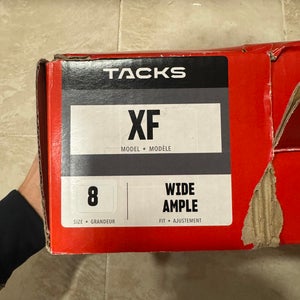 TACKS
XF
MODEL • MODÈLE
8
SIZE • GRANDEUR
WIDE
AMPLE
FIT • AJUSTEMENT